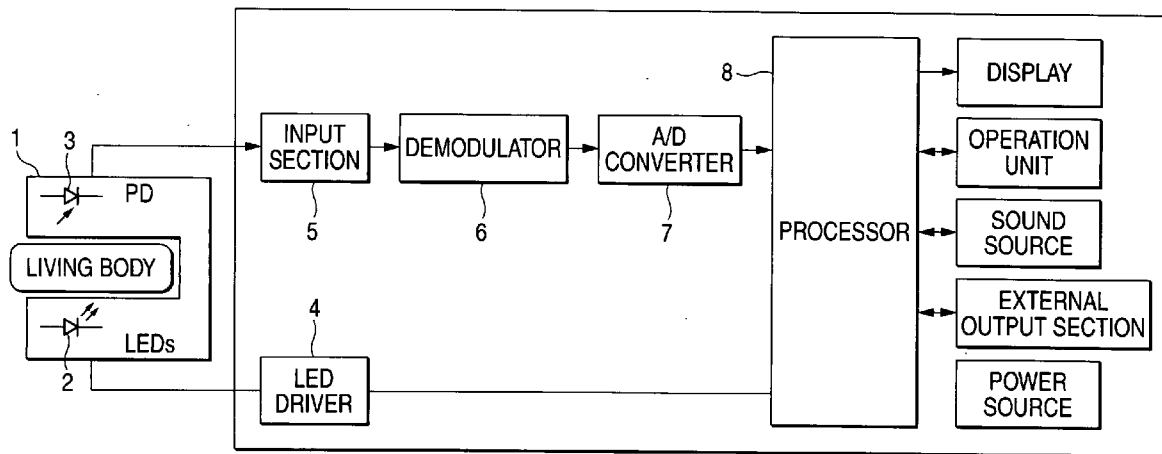 1
3
PD
LIVING BODY
LEDs
2
INPUT
SECTION
5
DEMODULATOR
6
A/D
CONVERTER
7
4
LED
DRIVER
8
PROCESSOR
DISPLAY
OPERATION
UNIT
SOUND
SOURCE
EXTERNAL
OUTPUT SECTION
POWER
SOURCE